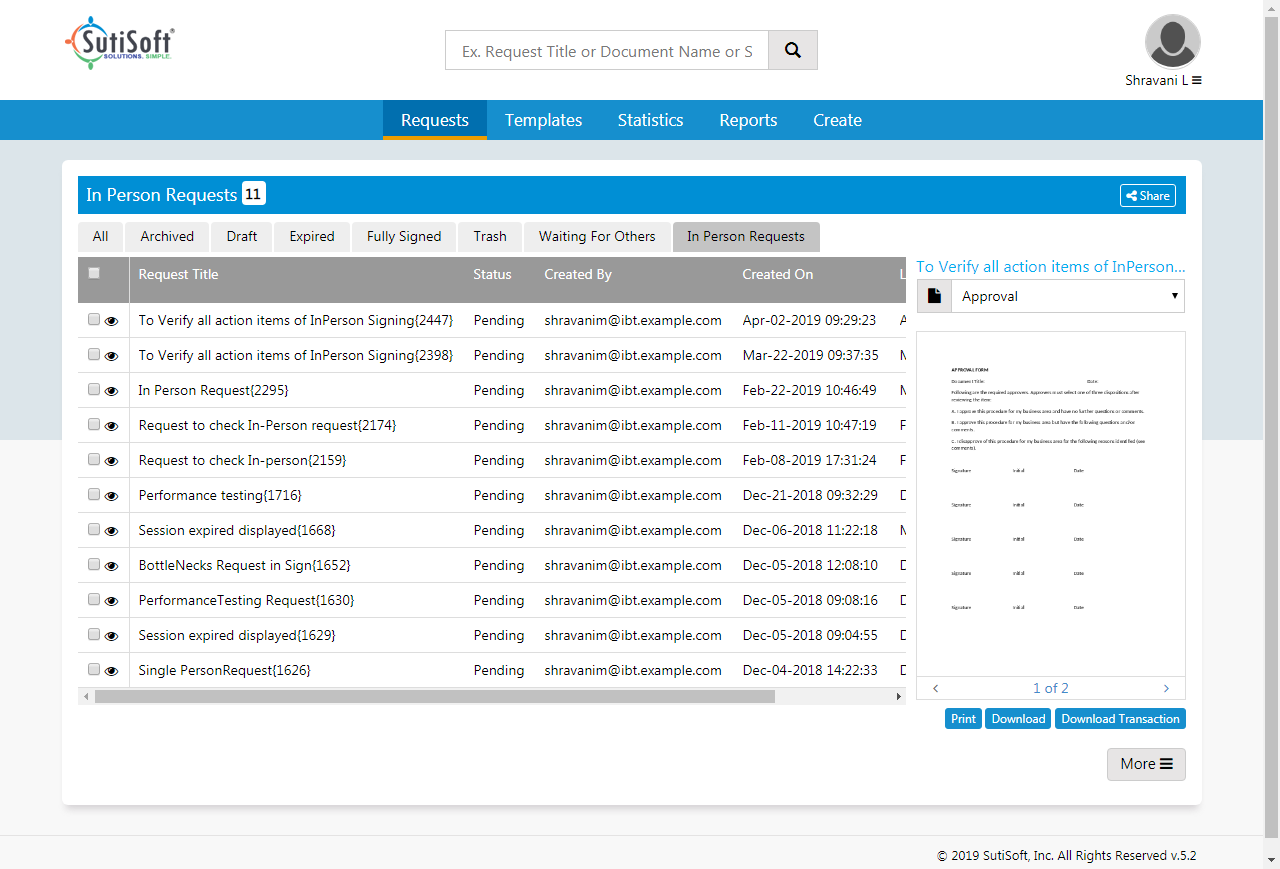 SutiSoft®
SOLUTIONS. SIMPLE.
Ex. Request Title or Document Name or S
Shravani L
Requests Templates Statistics Reports Create
In Person Requests 11
Share
All Archived Draft Expired Fully Signed Trash Waiting For Others In Person Requests
Request Title Status Created By Created On L
To Verify all action items of InPerson Signing{2447} Pending shravanim@ibt.example.com Apr-02-2019 09:29:23 A
To Verify all action items of InPerson Signing{2398} Pending shravanim@ibt.example.com Mar-22-2019 09:37:35 M
In Person Request{2295} Pending shravanim@ibt.example.com Feb-22-2019 10:46:49 M
Request to check In-Person request{2174} Pending shravanim@ibt.example.com Feb-11-2019 10:47:19 F
Request to check In-person{2159} Pending shravanim@ibt.example.com Feb-08-2019 17:31:24 F
Performance testing{1716} Pending shravanim@ibt.example.com Dec-21-2018 09:32:29 D
Session expired displayed{1668} Pending shravanim@ibt.example.com Dec-06-2018 11:22:18 M
BottleNecks Request in Sign{1652} Pending shravanim@ibt.example.com Dec-05-2018 12:08:10 D
PerformanceTesting Request{1630} Pending shravanim@ibt.example.com Dec-05-2018 09:08:16 D
Session expired displayed{1629} Pending shravanim@ibt.example.com Dec-05-2018 09:04:55 D
Single PersonRequest{1626} Pending shravanim@ibt.example.com Dec-04-2018 14:22:33 D
To Verify all action items of InPerson...
Approval
APPROVAL FORM
Document Title: Date:
Following are the required approvers. Approvers must select one of three dispositions after
reviewing the item:
A. I approve this procedure for my business area and have no further questions or comments.
B. I approve this procedure for my business area but have the following questions and/or
comments.
C. I disapprove of this procedure for my business area for the following reasons identified (see
comments).
Signature Initial Date
Signature Initial Date
Signature Initial Date
Signature Initial Date
Signature Initial Date
1 of 2
Print Download Download Transaction
More
© 2019 SutiSoft, Inc. All Rights Reserved v.5.2